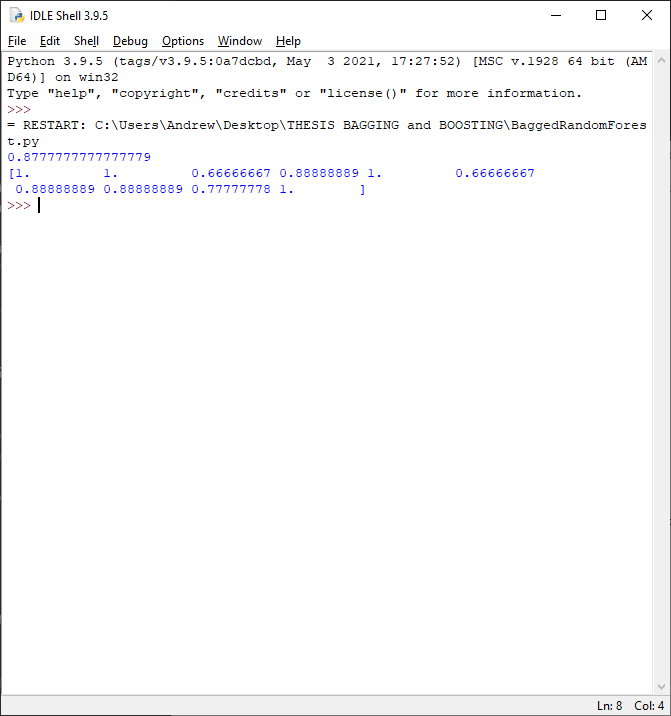 IDLE Shell 3.9.5
File Edit Shell Debug Options Window Help
Python 3.9.5 (tags/v3.9.5:0a7dcbd, May  3 2021, 17:27:52) [MSC v.1928 64 bit (AM
D64)] on win32
Type "help", "copyright", "credits" or "license()" for more information.
>>>
= RESTART: C:\Users\Andrew\Desktop\THESIS BAGGING and BOOSTING\BaggedRandomFores
t.py
0.8777777777777779
[1.         1.         0.66666667 0.88888889 1.         0.66666667
 0.88888889 0.88888889 0.77777778 1.        ]
>>>
Ln: 8 Col: 4